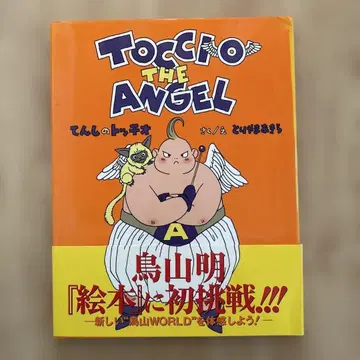 TOCCIO
THE
ANGEL
てんしのトッチオ さく/え とりやまあきら
A
鳥山明
『絵本』に初挑戦!!!
—新しい“鳥山WORLD”を体感しよう!—